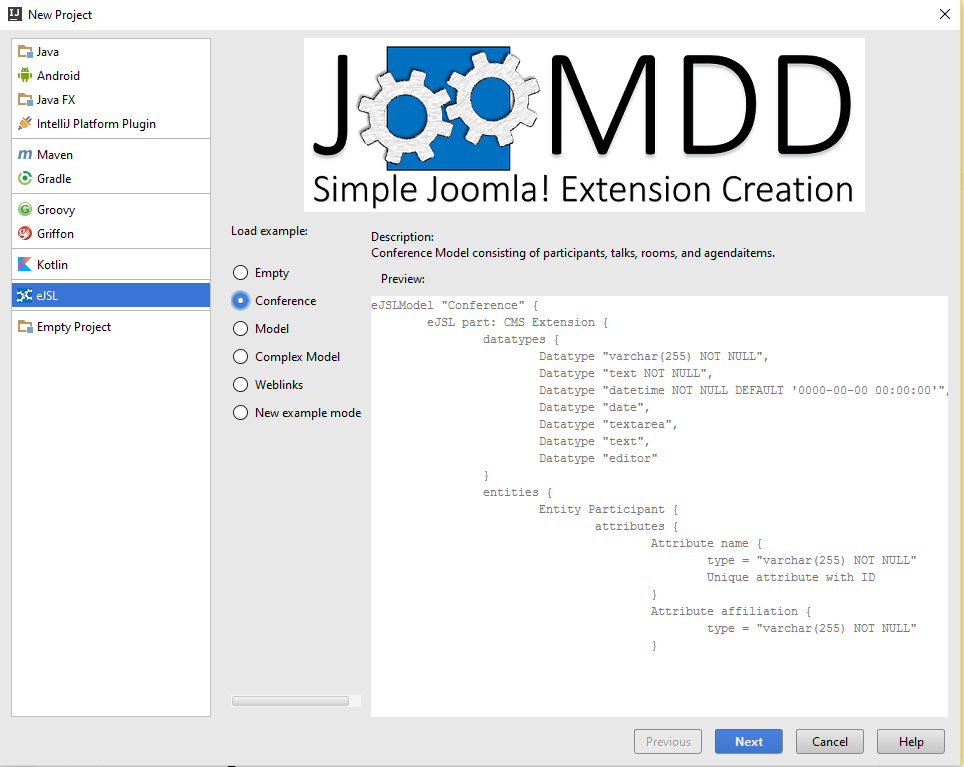 New Project
Java
Android
Java FX
IntelliJ Platform Plugin
Maven
Gradle
Groovy
Griffon
Kotlin
eJSL
Empty Project
JOOMDD
Simple Joomla! Extension Creation
Load example:
Empty
Conference
Model
Complex Model
Weblinks
New example mode
Description:
Conference Model consisting of participants, talks, rooms, and agendaitems.
Preview:
eJSLModel "Conference" {
eJSL part: CMS Extension {
datatypes {
Datatype "varchar(255) NOT NULL",
Datatype "text NOT NULL",
Datatype "datetime NOT NULL DEFAULT '0000-00-00 00:00:00'",
Datatype "date",
Datatype "textarea",
Datatype "text",
Datatype "editor"
}
entities {
Entity Participant {
attributes {
Attribute name {
type = "varchar(255) NOT NULL"
Unique attribute with ID
}
Attribute affiliation {
type = "varchar(255) NOT NULL"
}
Previous
Next
Cancel
Help